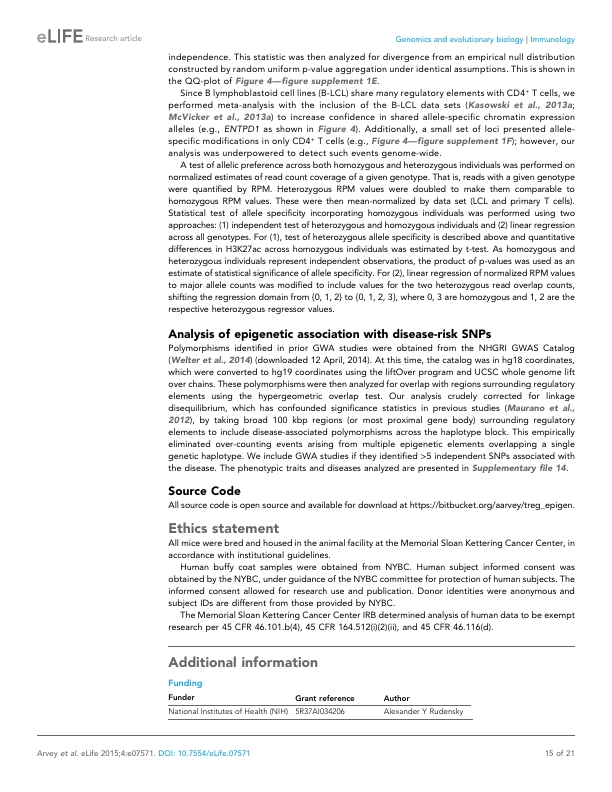 eLIFE Research article
Genomics and evolutionary biology | Immunology
independence. This statistic was then analyzed for divergence from an empirical null distribution
constructed by random uniform p-value aggregation under identical assumptions. This is shown in
the QQ-plot of Figure 4—figure supplement 1E.
Since B lymphoblastoid cell lines (B-LCL) share many regulatory elements with CD4⁺ T cells, we
performed meta-analysis with the inclusion of the B-LCL data sets (Kasowski et al., 2013a;
McVicker et al., 2013a) to increase confidence in shared allele-specific chromatin expression
alleles (e.g., ENTPD1 as shown in Figure 4). Additionally, a small set of loci presented allele-
specific modifications in only CD4⁺ T cells (e.g., Figure 4—figure supplement 1F); however, our
analysis was underpowered to detect such events genome-wide.
A test of allelic preference across both homozygous and heterozygous individuals was performed on
normalized estimates of read count coverage of a given genotype. That is, reads with a given genotype
were quantified by RPM. Heterozygous RPM values were doubled to make them comparable to
homozygous RPM values. These were then mean-normalized by data set (LCL and primary T cells).
Statistical test of allele specificity incorporating homozygous individuals was performed using two
approaches: (1) independent test of heterozygous and homozygous individuals and (2) linear regression
across all genotypes. For (1), test of heterozygous allele specificity is described above and quantitative
differences in H3K27ac across homozygous individuals was estimated by t-test. As homozygous and
heterozygous individuals represent independent observations, the product of p-values was used as an
estimate of statistical significance of allele specificity. For (2), linear regression of normalized RPM values
to major allele counts was modified to include values for the two heterozygous read overlap counts,
shifting the regression domain from {0, 1, 2} to {0, 1, 2, 3}, where 0, 3 are homozygous and 1, 2 are the
respective heterozygous regressor values.
Analysis of epigenetic association with disease-risk SNPs
Polymorphisms identified in prior GWA studies were obtained from the NHGRI GWAS Catalog
(Welter et al., 2014) (downloaded 12 April, 2014). At this time, the catalog was in hg18 coordinates,
which were converted to hg19 coordinates using the liftOver program and UCSC whole genome lift
over chains. These polymorphisms were then analyzed for overlap with regions surrounding regulatory
elements using the hypergeometric overlap test. Our analysis crudely corrected for linkage
disequilibrium, which has confounded significance statistics in previous studies (Maurano et al.,
2012), by taking broad 100 kbp regions (or most proximal gene body) surrounding regulatory
elements to include disease-associated polymorphisms across the haplotype block. This empirically
eliminated over-counting events arising from multiple epigenetic elements overlapping a single
genetic haplotype. We include GWA studies if they identified >5 independent SNPs associated with
the disease. The phenotypic traits and diseases analyzed are presented in Supplementary file 14.
Source Code
All source code is open source and available for download at https://bitbucket.org/aarvey/treg_epigen.
Ethics statement
All mice were bred and housed in the animal facility at the Memorial Sloan Kettering Cancer Center, in
accordance with institutional guidelines.
Human buffy coat samples were obtained from NYBC. Human subject informed consent was
obtained by the NYBC, under guidance of the NYBC committee for protection of human subjects. The
informed consent allowed for research use and publication. Donor identities were anonymous and
subject IDs are different from those provided by NYBC.
The Memorial Sloan Kettering Cancer Center IRB determined analysis of human data to be exempt
research per 45 CFR 46.101.b(4), 45 CFR 164.512(i)(2)(ii), and 45 CFR 46.116(d).
Additional information
Funding
Funder Grant reference Author
National Institutes of Health (NIH) 5R37AI034206 Alexander Y Rudensky
Arvey et al. eLife 2015;4:e07571. DOI: 10.7554/eLife.07571
15 of 21